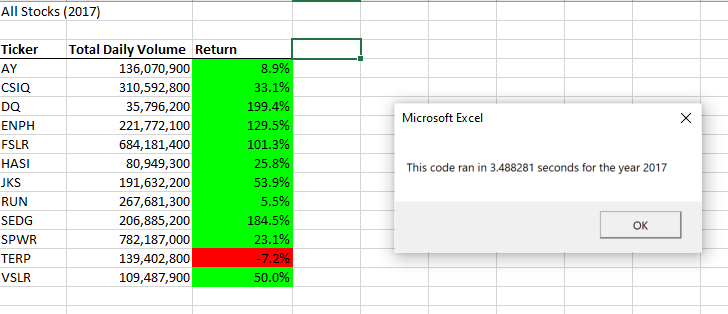 All Stocks (2017)
Ticker Total Daily Volume Return
AY 136,070,900 8.9%
CSIQ 310,592,800 33.1%
DQ 35,796,200 199.4%
ENPH 221,772,100 129.5%
FSLR 684,181,400 101.3%
HASI 80,949,300 25.8%
JKS 191,632,200 53.9%
RUN 267,681,300 5.5%
SEDG 206,885,200 184.5%
SPWR 782,187,000 23.1%
TERP 139,402,800 -7.2%
VSLR 109,487,900 50.0%
Microsoft Excel
This code ran in 3.488281 seconds for the year 2017
OK